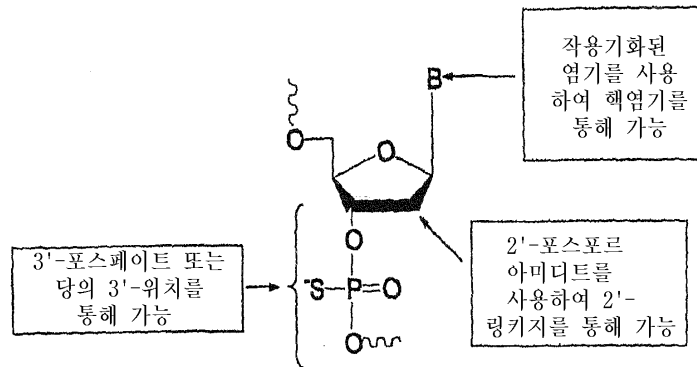 작용기화된
염기를 사용
하여 핵염기를
통해 가능
B
O
O
3'-포스페이트 또는
당의 3'-위치를
통해 가능
O
-S-P=O
O
2'-포스포르
아미디트를
사용하여 2'-
링키지를 통해 가능